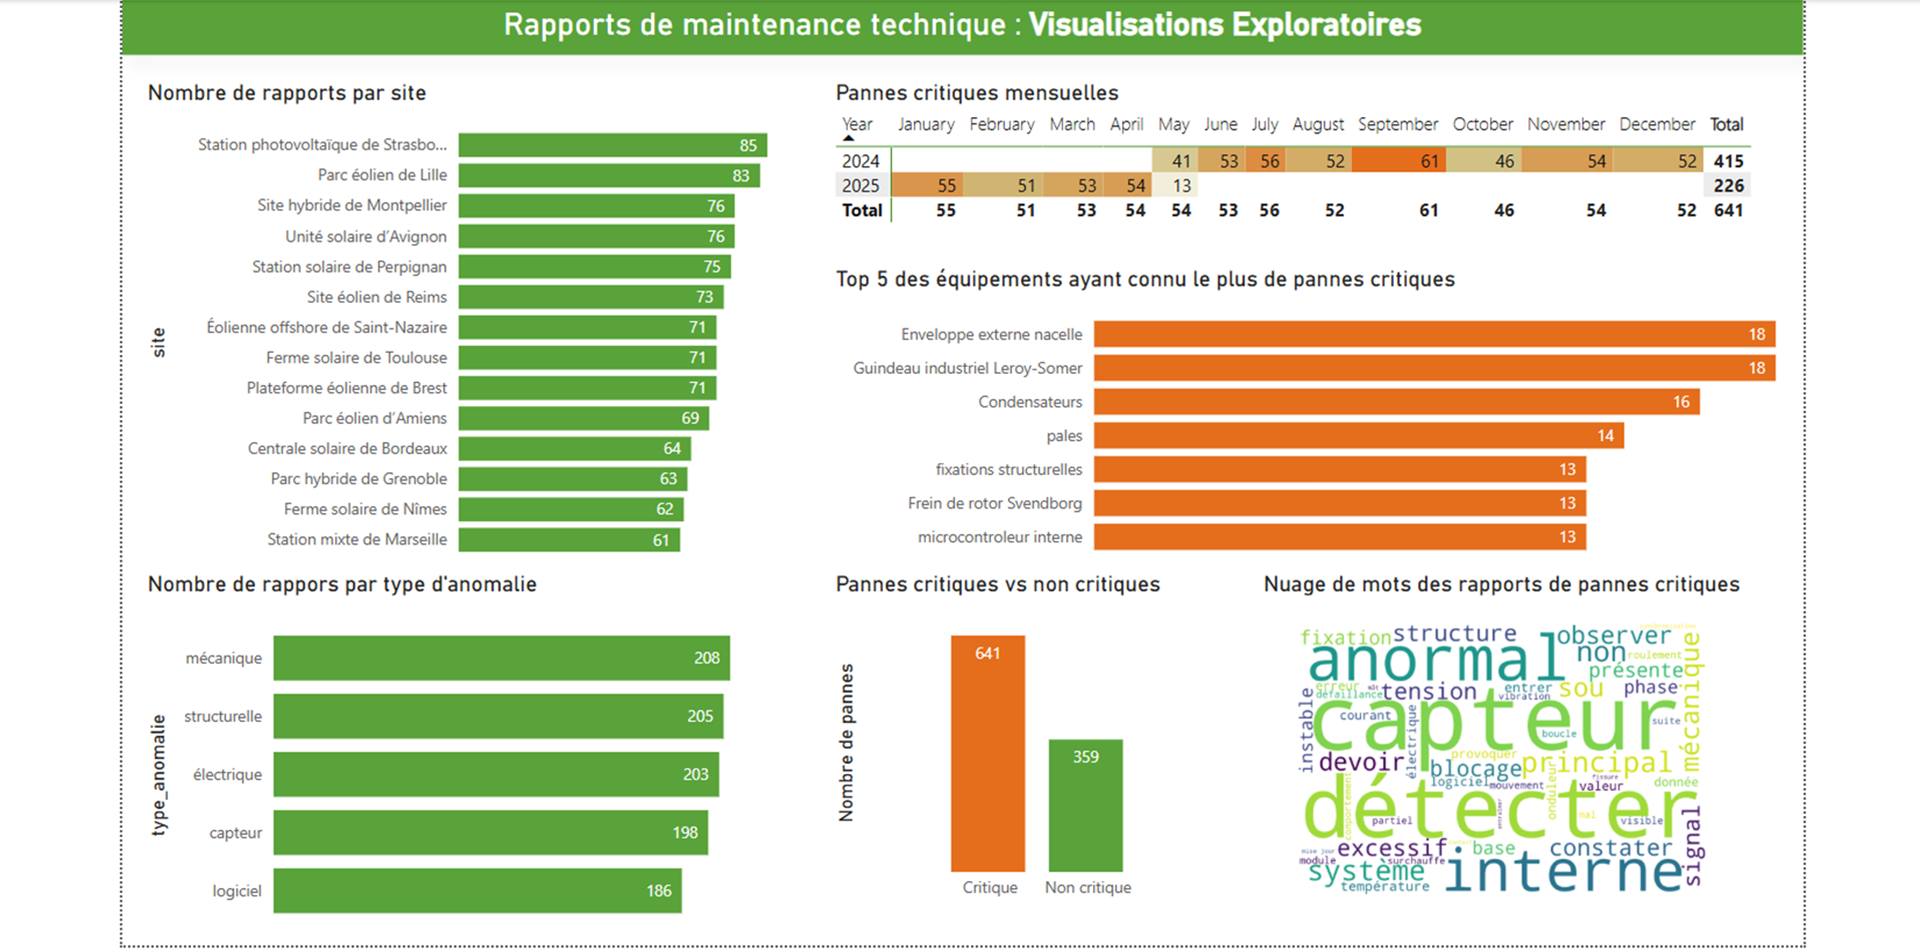 Rapports de maintenance technique : Visualisations Exploratoires
Nombre de rapports par site
site
Station photovoltaïque de Strasbo... 85
Parc éolien de Lille 83
Site hybride de Montpellier 76
Unité solaire d'Avignon 76
Station solaire de Perpignan 75
Site éolien de Reims 73
Éolienne offshore de Saint-Nazaire 71
Ferme solaire de Toulouse 71
Plateforme éolienne de Brest 71
Parc éolien d'Amiens 69
Centrale solaire de Bordeaux 64
Parc hybride de Grenoble 63
Ferme solaire de Nîmes 62
Station mixte de Marseille 61
Pannes critiques mensuelles
Year January February March April May June July August September October November December Total
2024 41 53 56 52 61 46 54 52 415
2025 55 51 53 54 13 226
Total 55 51 53 54 54 53 56 52 61 46 54 52 641
Top 5 des équipements ayant connu le plus de pannes critiques
Enveloppe externe nacelle 18
Guindeau industriel Leroy-Somer 18
Condensateurs 16
pales 14
fixations structurelles 13
Frein de rotor Svendborg 13
microcontroleur interne 13
Nombre de rappors par type d'anomalie
type_anomalie
mécanique 208
structurelle 205
électrique 203
capteur 198
logiciel 186
Pannes critiques vs non critiques
Nombre de pannes
641
359
Critique Non critique
Nuage de mots des rapports de pannes critiques
fixation
structure
observer
anormal
non
roulement
présente
mécanique
erreur
défaillance
tension
entrer
vibration
sou
phase
instable
capteur
courant
électrique
suite
boucle
devoir
provoquer
blocage
principal
logiciel
mouvement
fissure
valeur
donnée
détecter
comportement
onduleur
partiel
mal
visible
signal
mise jour
module
excessif
surchauffe
base
constater
système
température
interne